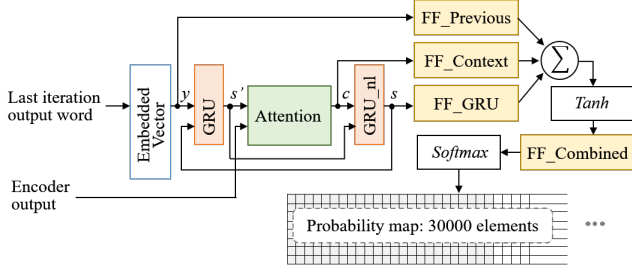 FF_Previous
FF_Context
FF_GRU
∑
Tanh
FF_Combined
Softmax
Last iteration
output word
Embedded
Vector
y
GRU
s'
Attention
c
GRU_nl
s
Encoder
output
Probability map: 30000 elements
...